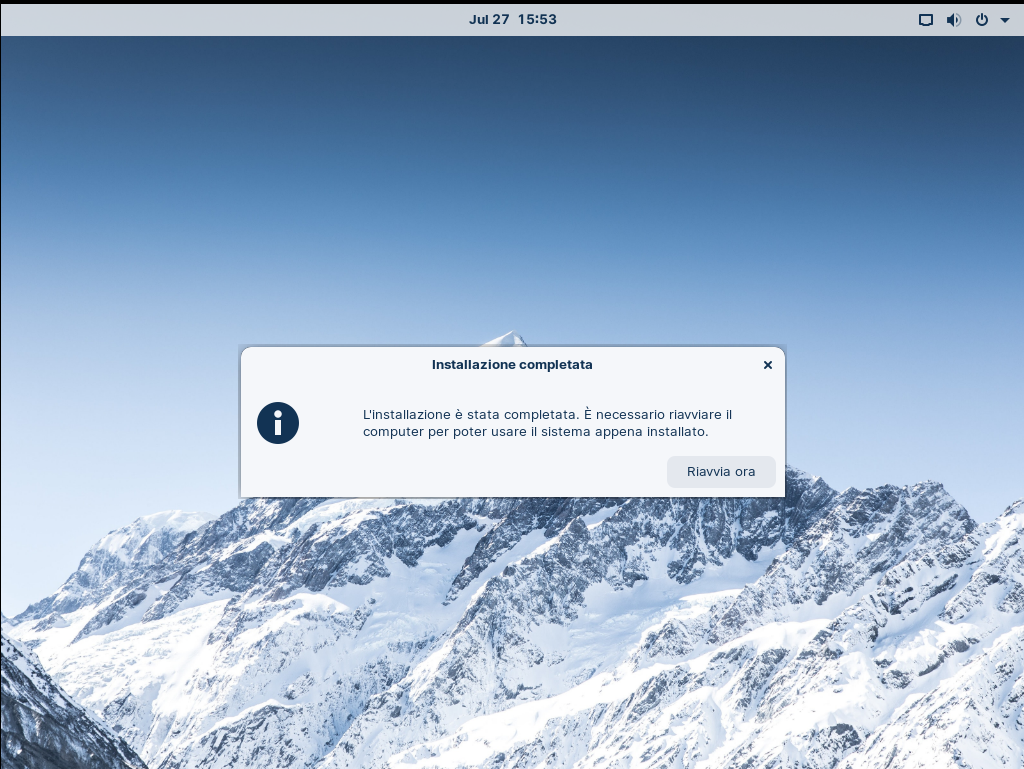 Jul 27 15:53
Installazione completata
L'installazione è stata completata. È necessario riavviare il
computer per poter usare il sistema appena installato.
Riavvia ora